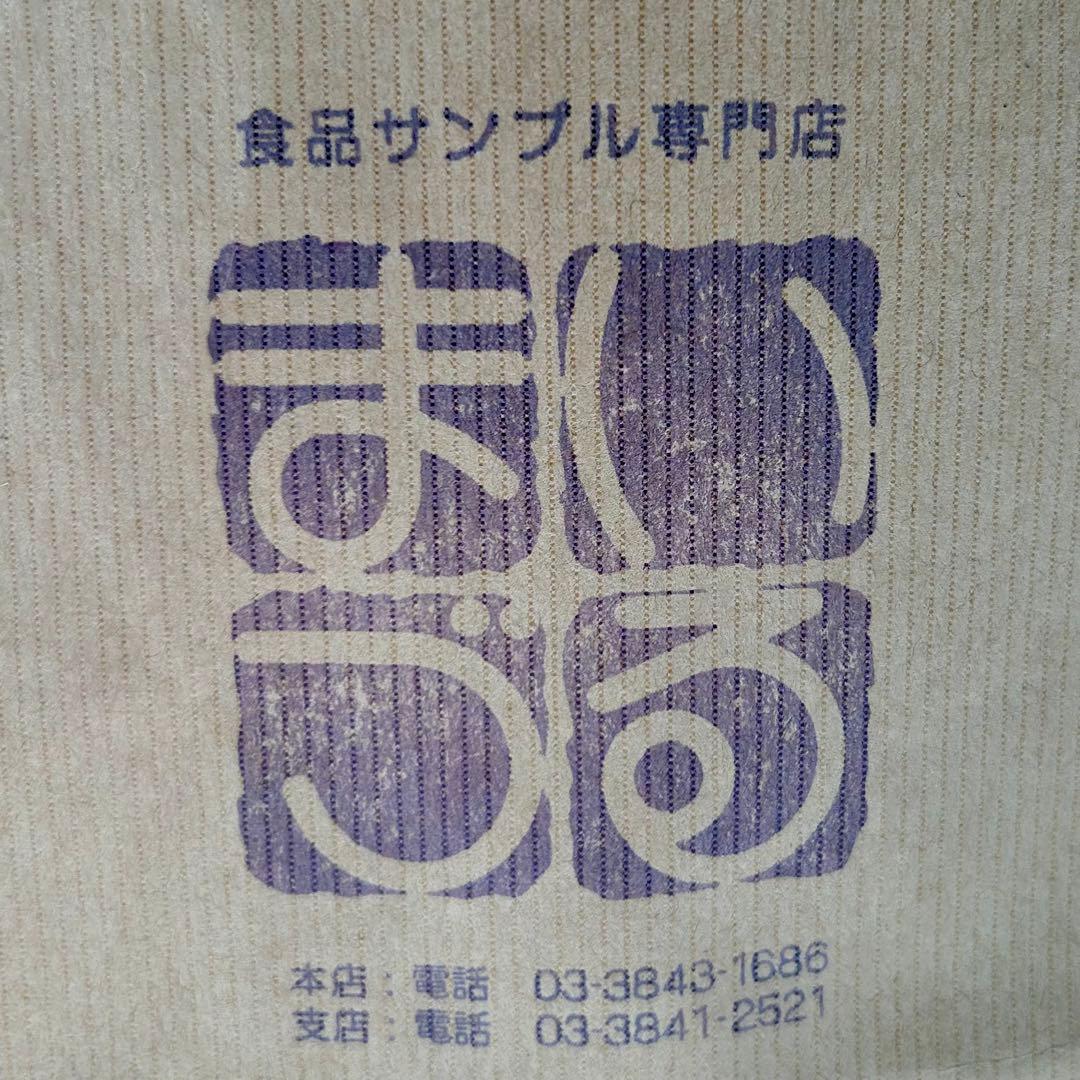 食品サンプル専門店
まい
づる
本店：電話 03-3843-1686
支店：電話 03-3841-2521